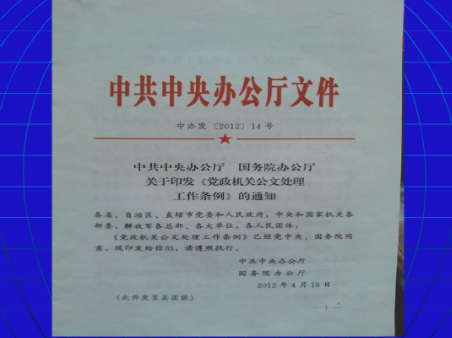 中共中央办公厅文件
中办发〔2012〕14号
中共中央办公厅 国务院办公厅
关于印发《党政机关公文处理
工作条例》的通知
各省、自治区、直辖市党委和人民政府，中央和国家机关各
部委，解放军各总部、各大单位，各人民团体：
《党政机关公文处理工作条例》已经党中央、国务院同
意，现印发给你们，请遵照执行。
中共中央办公厅
国务院办公厅
2012年4月16日
（此件发至县团级）
— 1 —